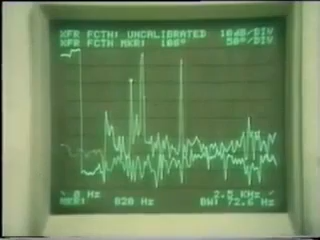 XFR FCTN: UNCALIBRATED 10dB/DIV
XFR FCTN MKR: 180° 50°/DIV
0 Hz 2.5 KHz
MKR: 820 Hz BW: 72.6 Hz